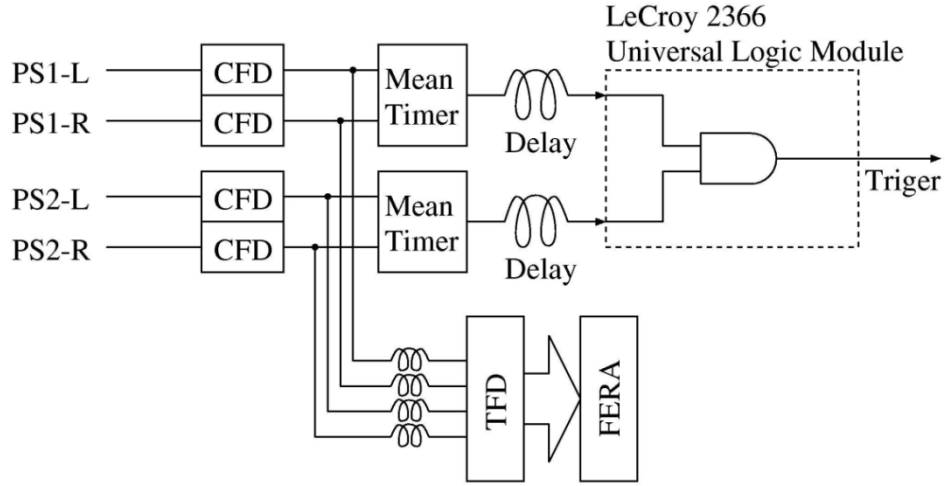 LeCroy 2366
Universal Logic Module
PS1-L
CFD
Mean
Timer
PS1-R
CFD
Delay
Triger
PS2-L
CFD
Mean
Timer
PS2-R
CFD
Delay
TFD
FERA